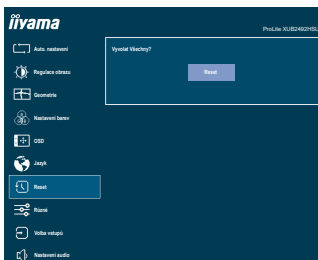 iiyama
ProLite XUB2492HSU
Auto. nastavení
Vyvolat Všechny?
Regulace obrazu
Reset
Geometrie
Nastavení barev
OSD
Jazyk
Reset
Různé
Volba vstupů
Nastavení audio